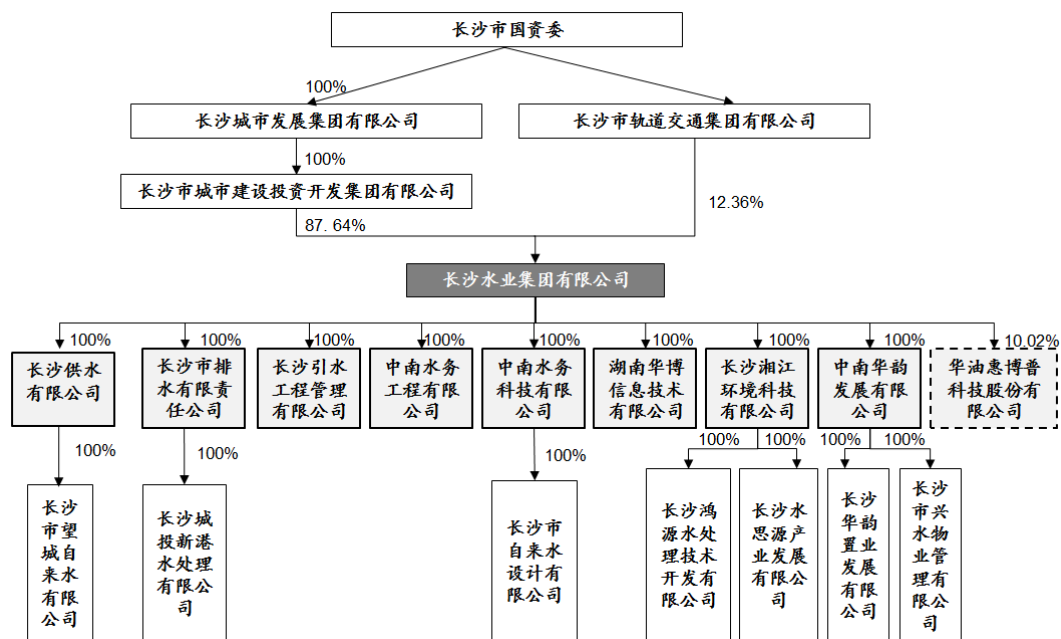 长沙市国资委
100%
长沙城市发展集团有限公司
长沙市轨道交通集团有限公司
100%
长沙市城市建设投资开发集团有限公司
87.64%
12.36%
长沙水业集团有限公司
100%
100%
100%
100%
100%
100%
100%
100%
10.02%
长沙供水
有限公司
长沙市排
水有限责
任公司
长沙引水
工程管理
有限公司
中南水务
工程有限
公司
中南水务
科技有限
公司
湖南华博
信息技术
有限公司
长沙湘江
环境科技
有限公司
中南华韵
发展有限
公司
华油惠博普
科技股份有
限公司
100%
100%
100%
100%
100%
100%
100%
长沙
市望
城自
来水
有限
公司
长沙城
投新港
水处理
有限公
司
长沙市
自来水
设计有
限公司
长沙鸿
源水处
理技术
开发有
限公司
长沙水
思源产
业发展
有限公
司
长沙
华韵
置业
发展
有限
公司
长沙
市兴
水物
业管
理有
限公
司